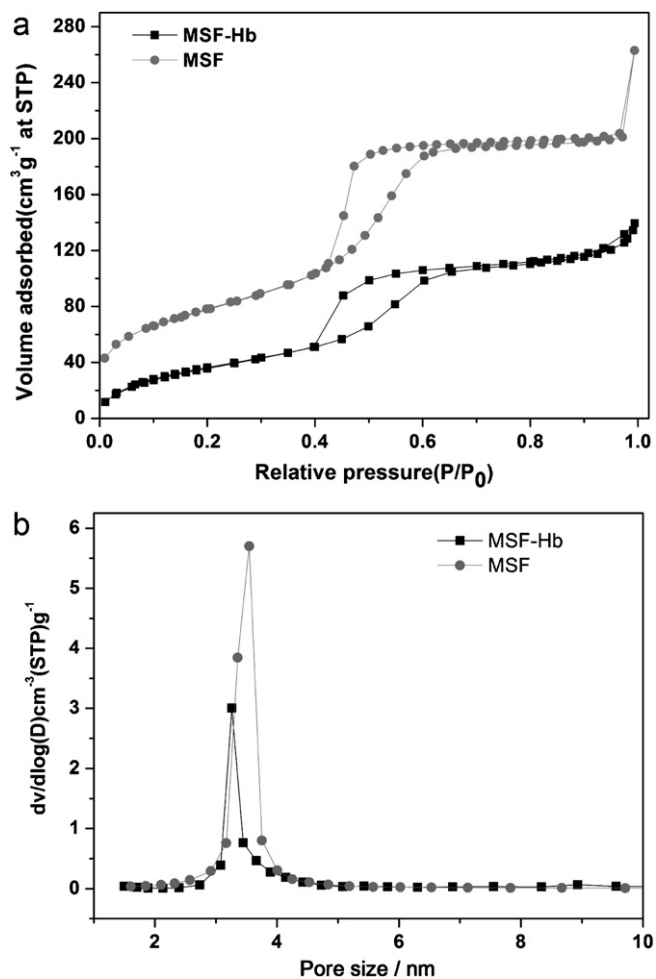 a
280
240
200
160
120
80
40
0
Volume adsorbed(cm³g⁻¹ at STP)
MSF-Hb
MSF
0.0 0.2 0.4 0.6 0.8 1.0
Relative pressure(P/P₀)
b
6
5
4
3
2
1
0
dv/dlog(D)cm⁻³(STP)g⁻¹
MSF-Hb
MSF
2 4 6 8 10
Pore size / nm